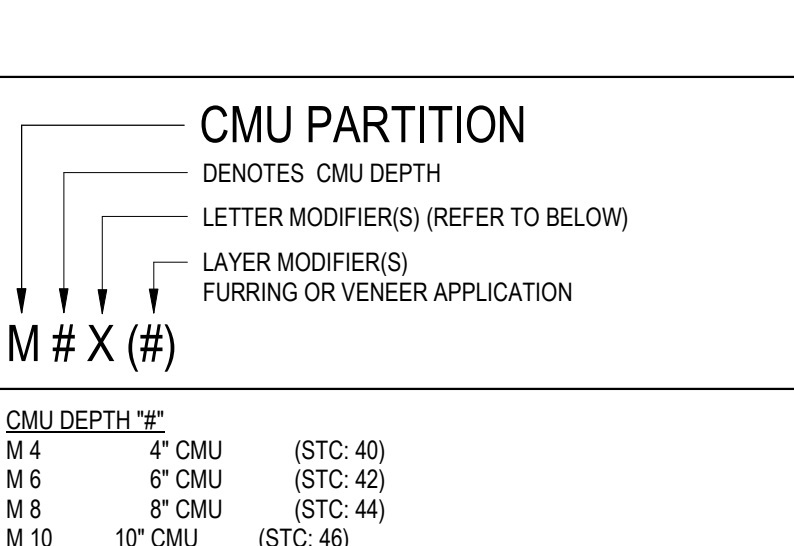 CMU PARTITION
DENOTES CMU DEPTH
LETTER MODIFIER(S) (REFER TO BELOW)
LAYER MODIFIER(S)
FURRING OR VENEER APPLICATION
M # X (#)
CMU DEPTH "#"
M 4 4" CMU (STC: 40)
M 6 6" CMU (STC: 42)
M 8 8" CMU (STC: 44)
M 10 10" CMU (STC: 46)